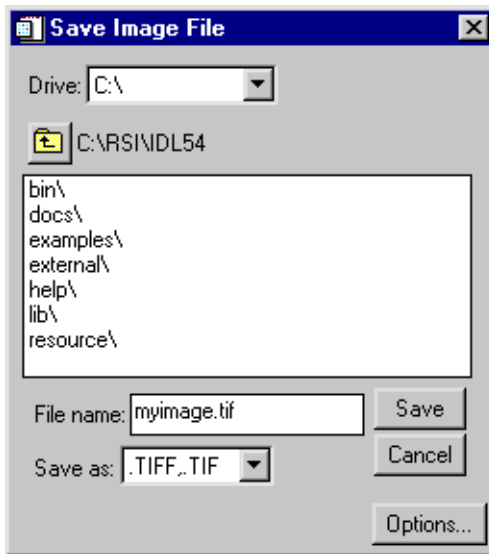 Save Image File
Drive: C:\
C:\RSI\IDL54
bin\
docs\
examples\
external\
help\
lib\
resource\
File name: myimage.tif
Save
Save as: .TIFF,.TIF
Cancel
Options...